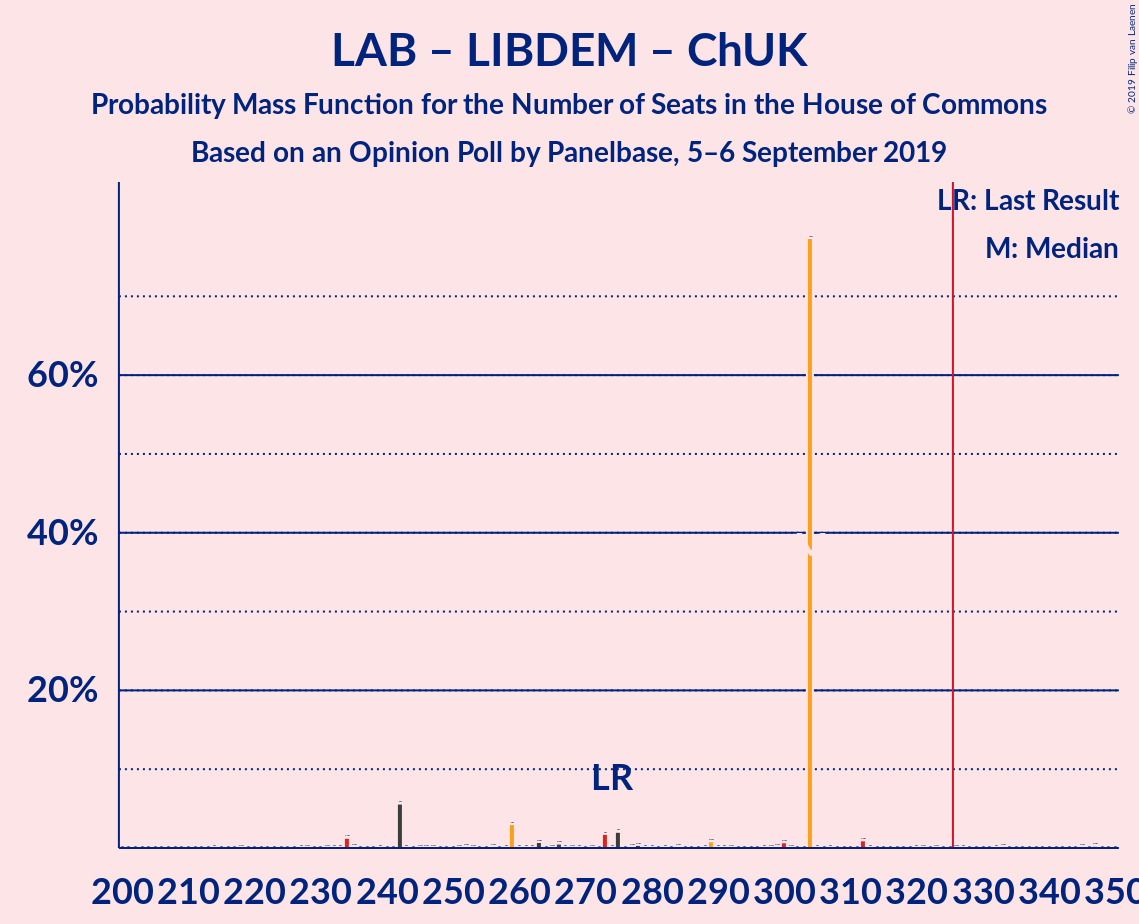 LAB – LIBDEM – ChUK
Probability Mass Function for the Number of Seats in the House of Commons
Based on an Opinion Poll by Panelbase, 5–6 September 2019
© 2019 Filip van Laenen
LR: Last Result
M: Median
60%
40%
20%
LR
200 210 220 230 240 250 260 270 280 290 300 310 320 330 340 350